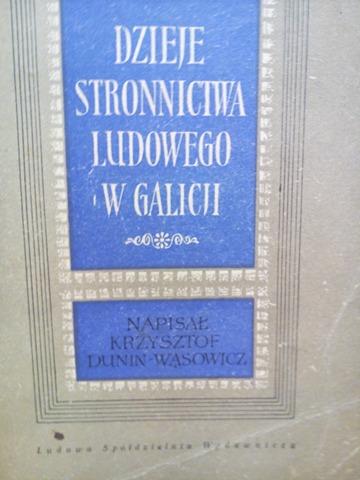 DZIEJE
STRONNICTWA
LUDOWEGO
W GALICJI
NAPISAŁ
KRZYSZTOF
DUNIN-WĄSOWICZ
Ludowa Spółdzielnia Wydawnicza